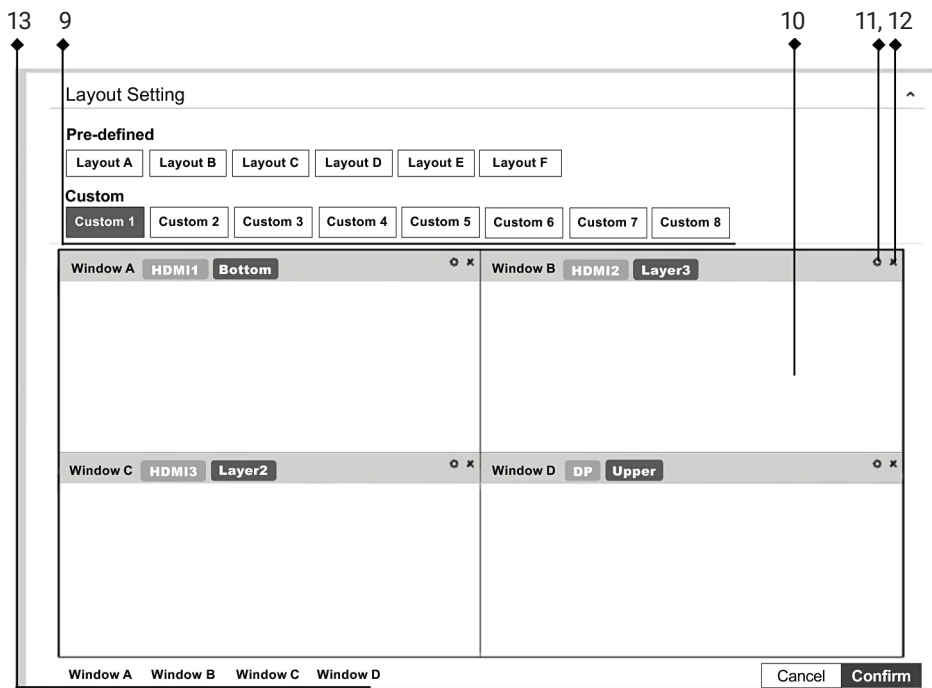 13 9 10 11, 12
Layout Setting
Pre-defined
Layout A Layout B Layout C Layout D Layout E Layout F
Custom
Custom 1 Custom 2 Custom 3 Custom 4 Custom 5 Custom 6 Custom 7 Custom 8
Window A HDMI1 Bottom Window B HDMI2 Layer3
Window C HDMI3 Layer2 Window D DP Upper
Window A Window B Window C Window D Cancel Confirm